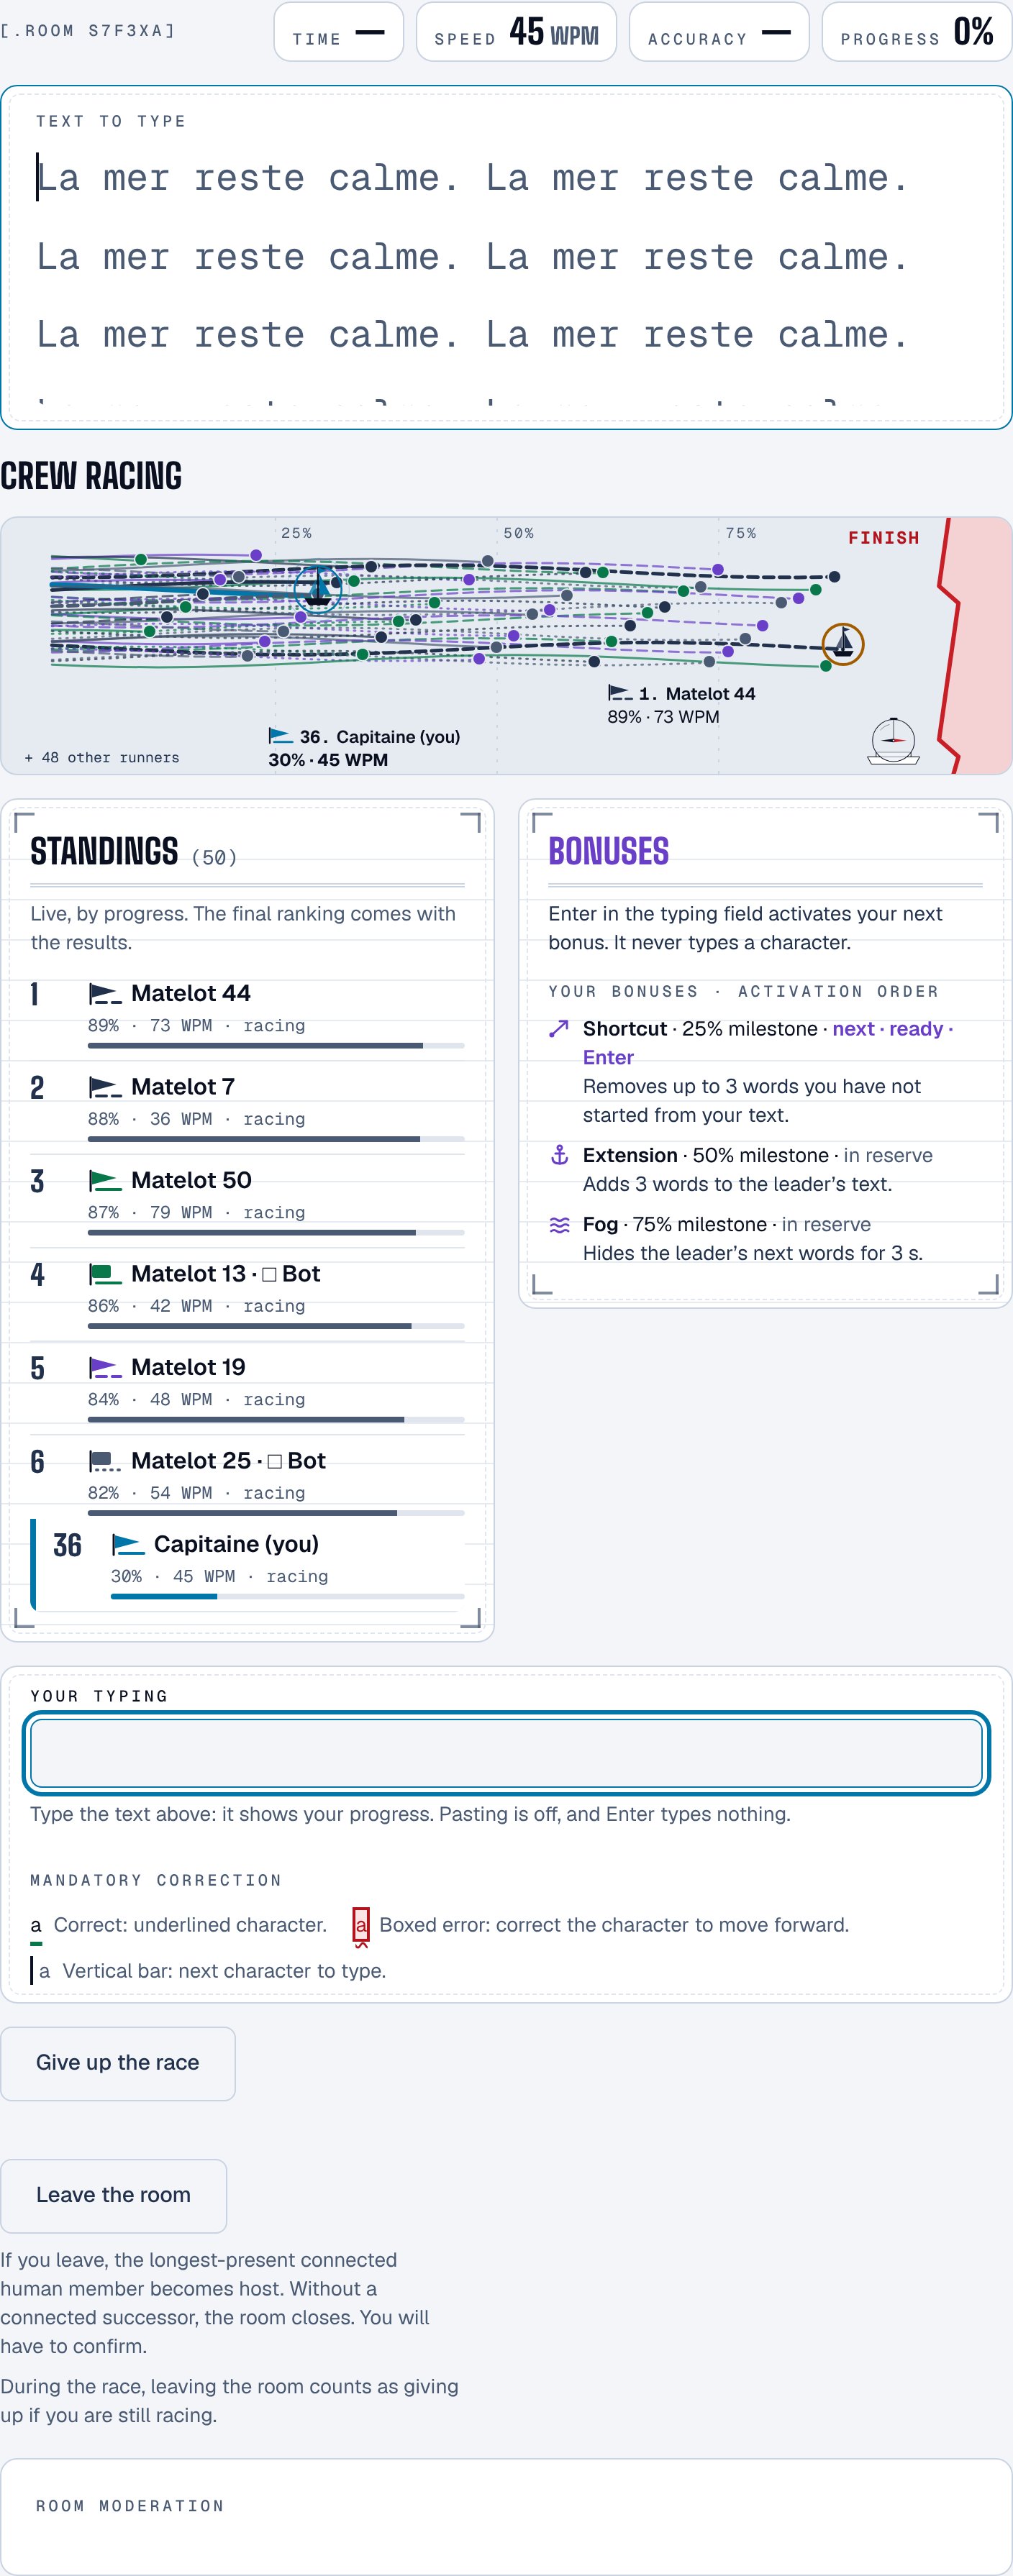 [.ROOM S7F3XA]
TIME —
SPEED 45 WPM
ACCURACY —
PROGRESS 0%
TEXT TO TYPE
La mer reste calme. La mer reste calme.
La mer reste calme. La mer reste calme.
La mer reste calme. La mer reste calme.
CREW RACING
25%
50%
75%
FINISH
1. Matelot 44
89% · 73 WPM
36. Capitaine (you)
30% · 45 WPM
+ 48 other runners
STANDINGS (50)
Live, by progress. The final ranking comes with
the results.
1 Matelot 44
89% · 73 WPM · racing
2 Matelot 7
88% · 36 WPM · racing
3 Matelot 50
87% · 79 WPM · racing
4 Matelot 13 · □ Bot
86% · 42 WPM · racing
5 Matelot 19
84% · 48 WPM · racing
6 Matelot 25 · □ Bot
82% · 54 WPM · racing
36 Capitaine (you)
30% · 45 WPM · racing
BONUSES
Enter in the typing field activates your next
bonus. It never types a character.
YOUR BONUSES · ACTIVATION ORDER
Shortcut · 25% milestone · next · ready ·
Enter
Removes up to 3 words you have not
started from your text.
Extension · 50% milestone · in reserve
Adds 3 words to the leader’s text.
Fog · 75% milestone · in reserve
Hides the leader’s next words for 3 s.
YOUR TYPING
Type the text above: it shows your progress. Pasting is off, and Enter types nothing.
MANDATORY CORRECTION
a Correct: underlined character. a Boxed error: correct the character to move forward.
a Vertical bar: next character to type.
Give up the race
Leave the room
If you leave, the longest-present connected
human member becomes host. Without a
connected successor, the room closes. You will
have to confirm.
During the race, leaving the room counts as giving
up if you are still racing.
ROOM MODERATION